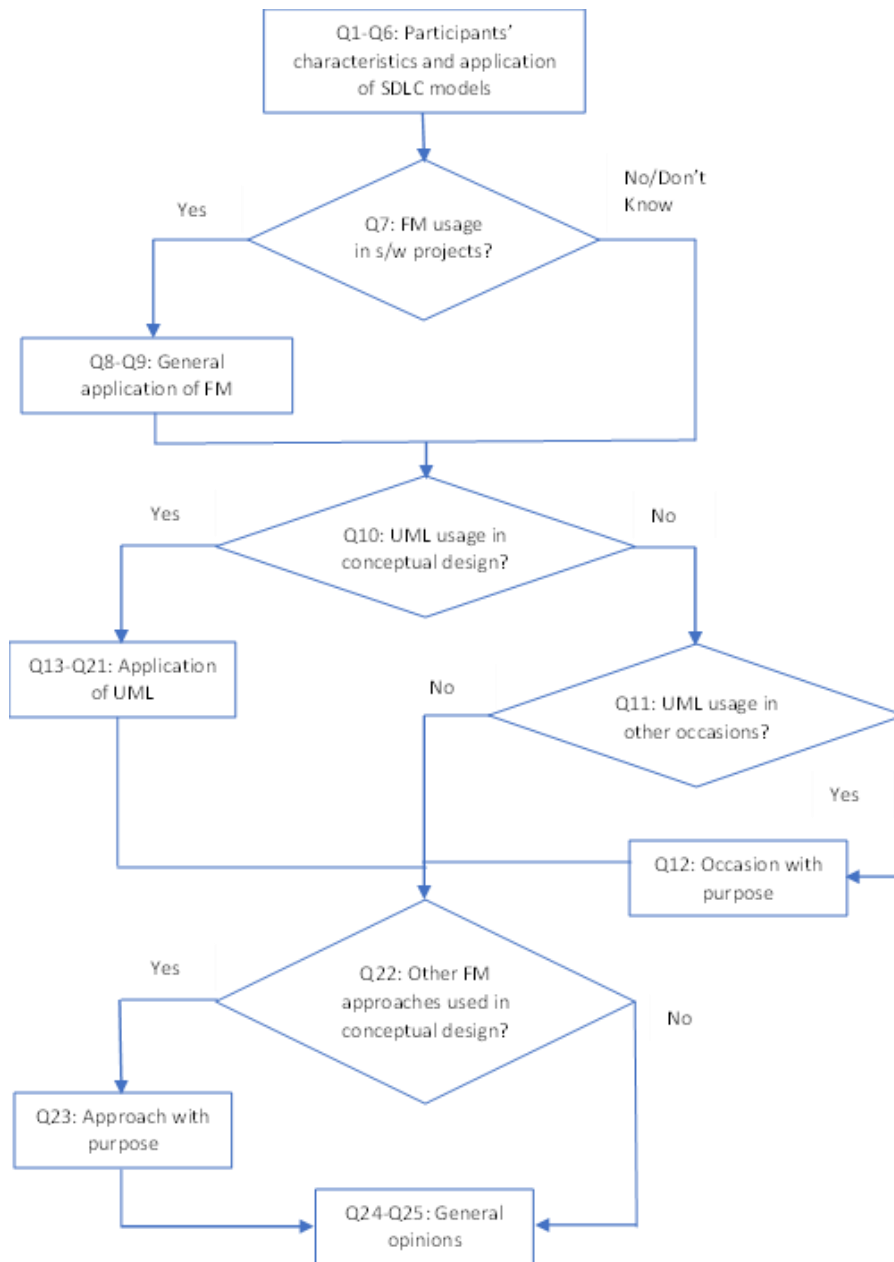 Q1-Q6: Participants’
characteristics and application
of SDLC models
No/Don’t
Know
Yes
Q7: FM usage
in s/w projects?
Q8-Q9: General
application of FM
Yes
No
Q10: UML usage in
conceptual design?
Q13-Q21: Application
of UML
No
Q11: UML usage in
other occasions?
Yes
Q12: Occasion with
purpose
Yes
Q22: Other FM
approaches used in
conceptual design?
No
Q23: Approach with
purpose
Q24-Q25: General
opinions